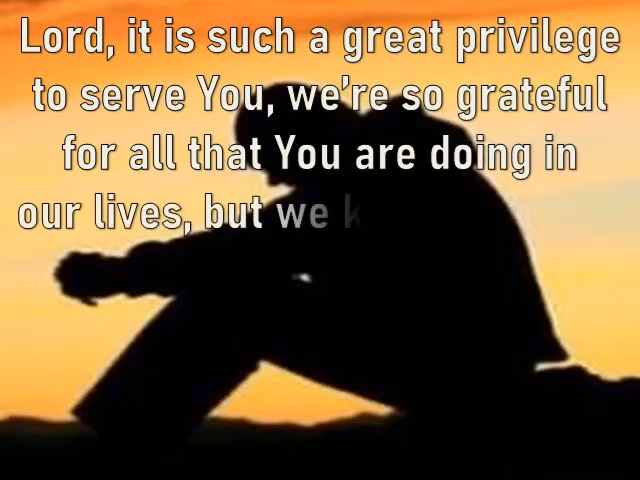 Lord, it is such a great privilege
to serve You, we're so grateful
for all that You are doing in
our lives, but we k